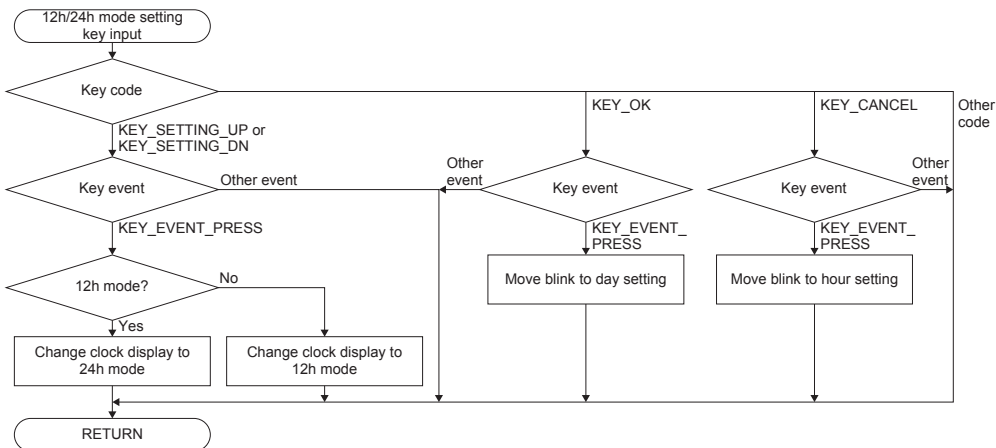 12h/24h mode setting
key input
Key code
KEY_OK
KEY_CANCEL
Other
code
KEY_SETTING_UP or
KEY_SETTING_DN
Key event
Other event
Other
event
Key event
Key event
Other
event
KEY_EVENT_PRESS
KEY_EVENT_
PRESS
KEY_EVENT_
PRESS
12h mode?
No
Move blink to day setting
Move blink to hour setting
Yes
Change clock display to
24h mode
Change clock display to
12h mode
RETURN